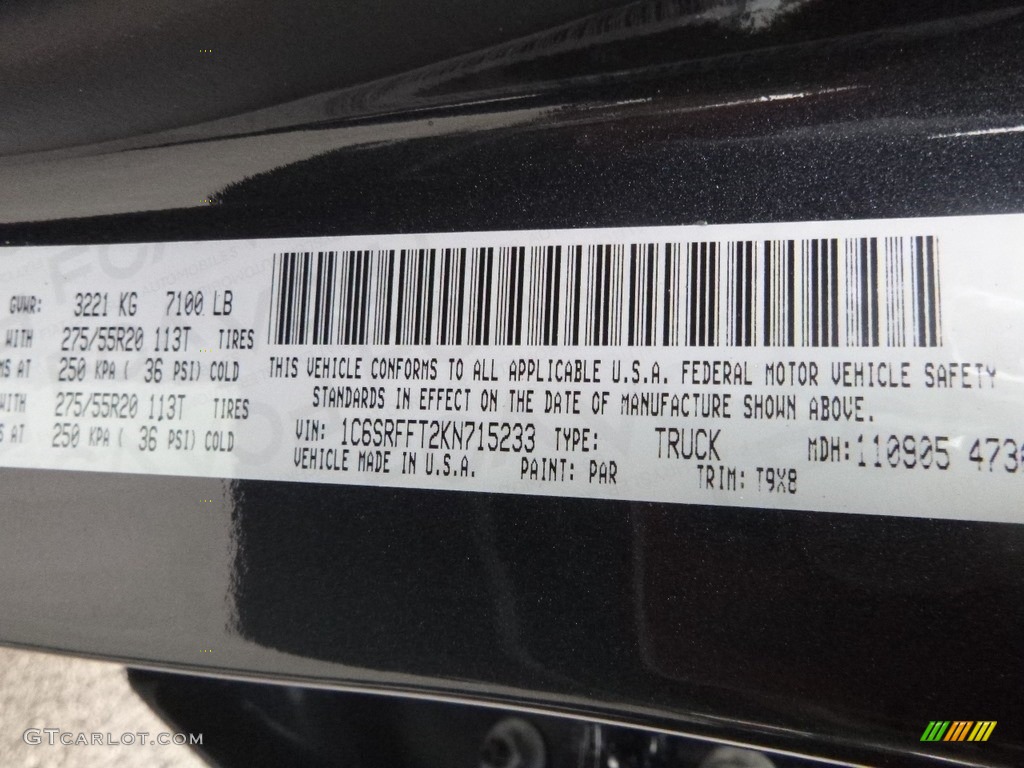 GVWR: 3221 KG 7100 LB
WITH 275/55R20 113T TIRES
MS AT 250 KPA ( 36 PSI) COLD
WITH 275/55R20 113T TIRES
S AT 250 KPA ( 36 PSI) COLD
THIS VEHICLE CONFORMS TO ALL APPLICABLE U.S.A. FEDERAL MOTOR VEHICLE SAFETY
STANDARDS IN EFFECT ON THE DATE OF MANUFACTURE SHOWN ABOVE.
VIN: 1C6SRFFT2KN715233 TYPE: TRUCK MDH: 110905 473
VEHICLE MADE IN U.S.A. PAINT: PAR TRIM: T9X8
GTCARLOT.COM